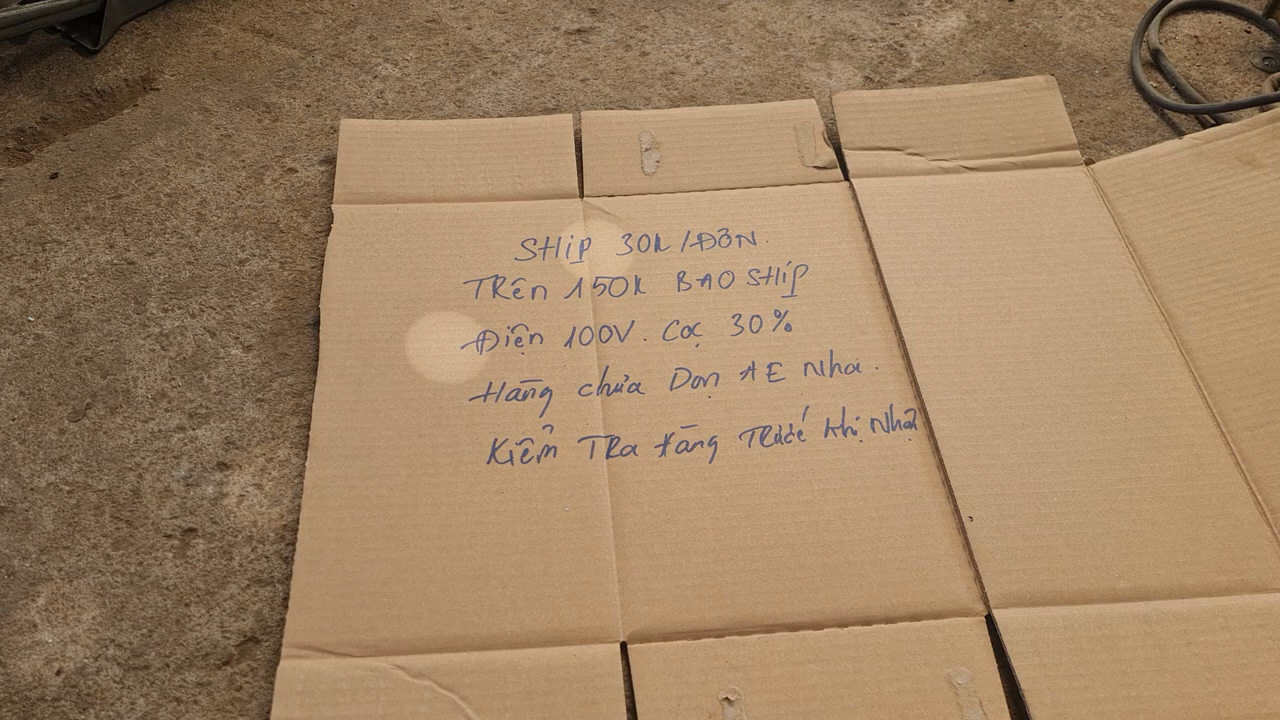 SHIP 30k/ĐƠN.
TRÊN 150k BAO SHIP
Điện 100V. Cọc 30%
Hàng chưa Dọn AE Nha.
Kiểm TRa hàng TRước khi Nhận